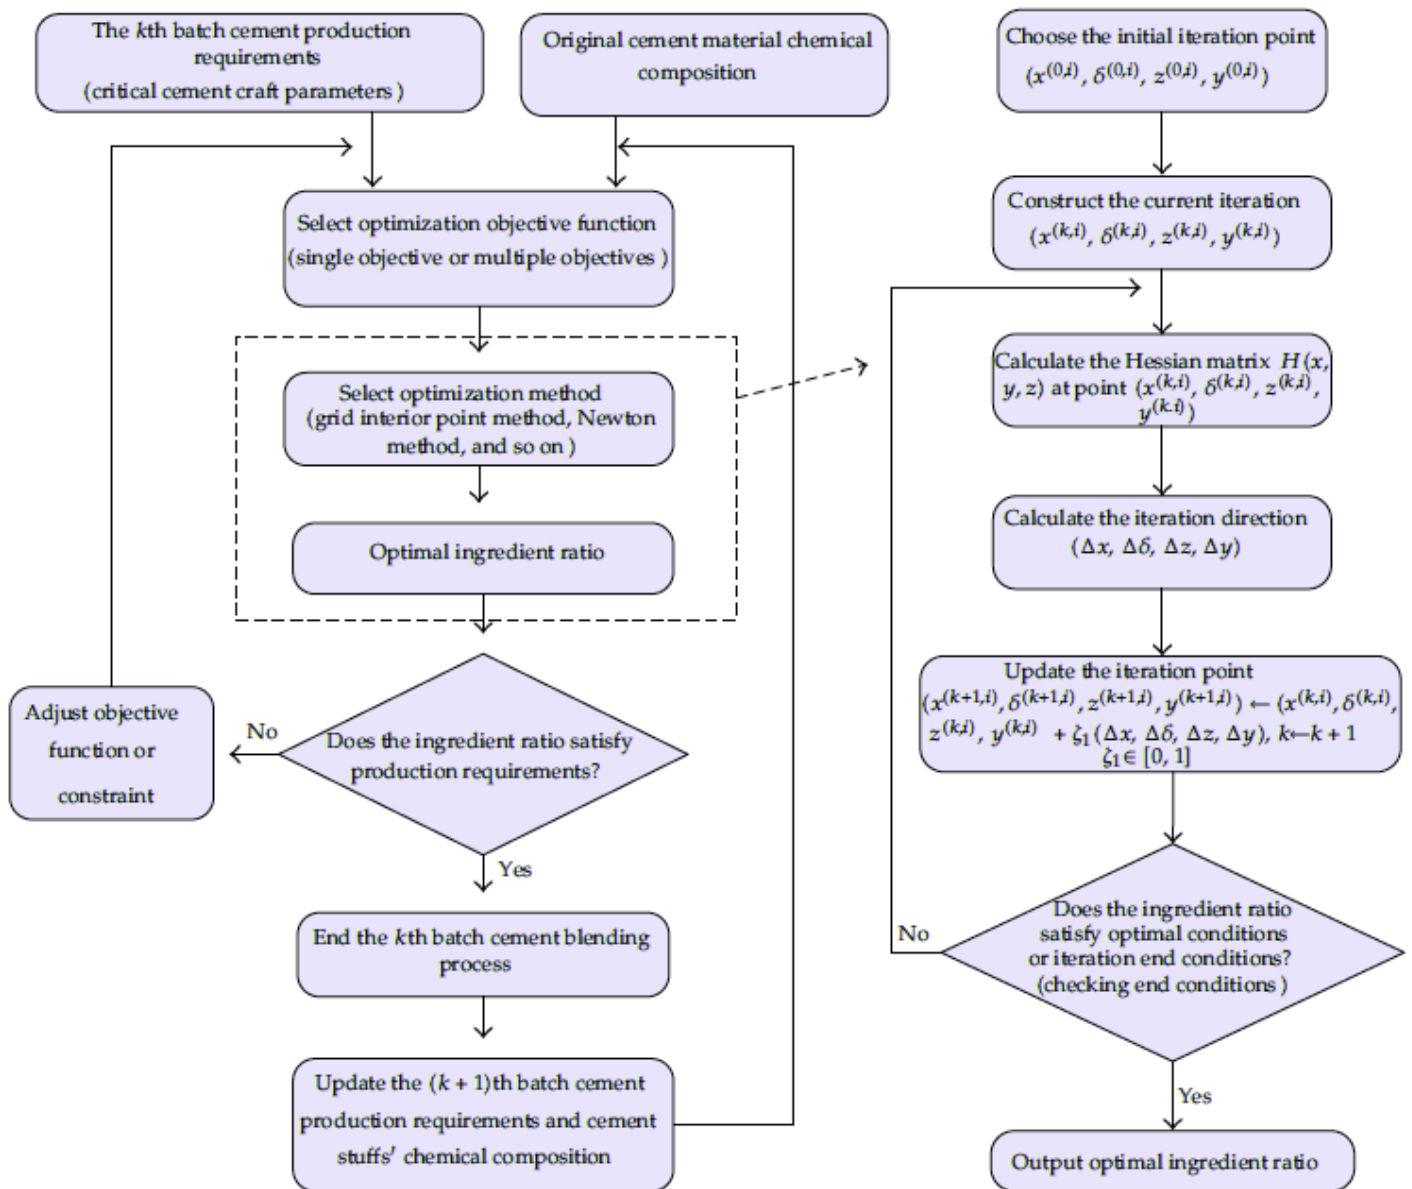 The kth batch cement production
requirements
(critical cement craft parameters)
Original cement material chemical
composition
Select optimization objective function
(single objective or multiple objectives)
Select optimization method
(grid interior point method, Newton
method, and so on)
Optimal ingredient ratio
Does the ingredient ratio satisfy
production requirements?
No
Adjust objective
function or
constraint
Yes
End the kth batch cement blending
process
Update the (k + 1)th batch cement
production requirements and cement
stuffs' chemical composition
Choose the initial iteration point
(x^(0,i), δ^(0,i), z^(0,i), y^(0,i))
Construct the current iteration
(x^(k,i), δ^(k,i), z^(k,i), y^(k,i))
Calculate the Hessian matrix H(x,
y, z) at point (x^(k,i), δ^(k,i), z^(k,i),
y^(k,i))
Calculate the iteration direction
(Δx, Δδ, Δz, Δy)
Update the iteration point
(x^(k+1,i), δ^(k+1,i), z^(k+1,i), y^(k+1,i)) ← (x^(k,i), δ^(k,i),
z^(k,i), y^(k,i) + ζ₁(Δx, Δδ, Δz, Δy), k←k + 1
ζ₁∈ [0, 1]
Does the ingredient ratio
satisfy optimal conditions
or iteration end conditions?
(checking end conditions)
No
Yes
Output optimal ingredient ratio